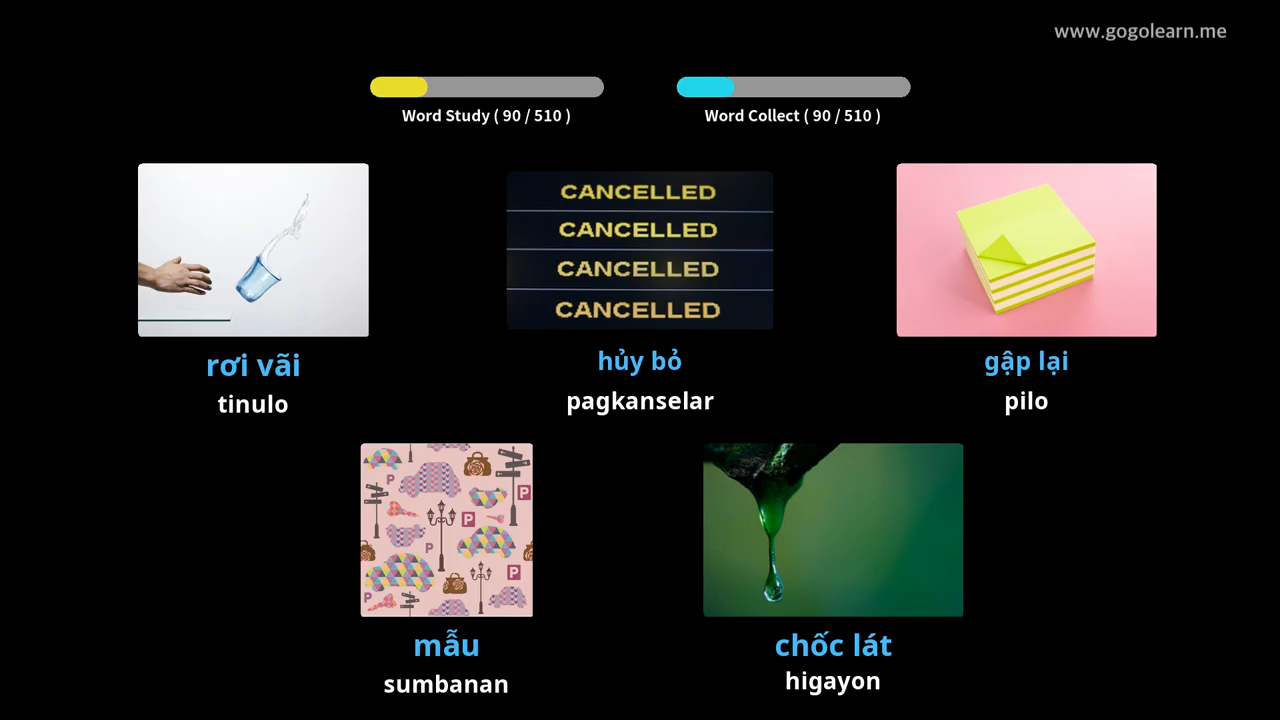 www.gogolearn.me
Word Study ( 90 / 510 )
Word Collect ( 90 / 510 )
CANCELLED
CANCELLED
CANCELLED
CANCELLED
rơi vãi
tinulo
hủy bỏ
pagkanselar
gập lại
pilo
P
P
P
P
P
P
mẫu
sumbanan
chốc lát
higayon